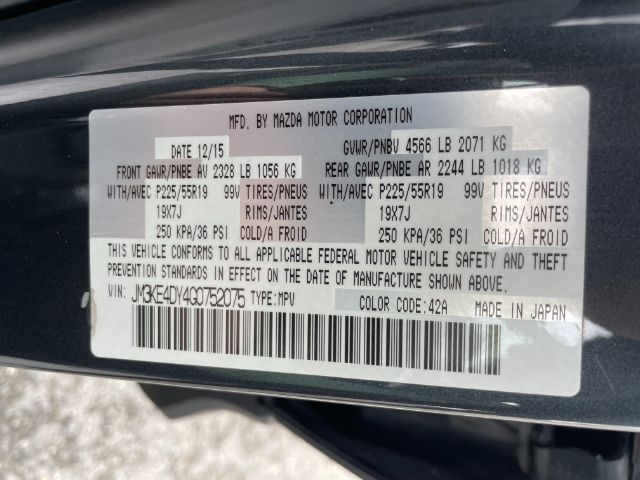 MFD. BY MAZDA MOTOR CORPORATION
DATE 12/15 GVWR/PNBV 4566 LB 2071 KG
FRONT GAWR/PNBE AV 2328 LB 1056 KG REAR GAWR/PNBE AR 2244 LB 1018 KG
WITH/AVEC P225/55R19 99V TIRES/PNEUS WITH/AVEC P225/55R19 99V TIRES/PNEUS
19X7J RIMS/JANTES 19X7J RIMS/JANTES
250 KPA/36 PSI COLD/A FROID 250 KPA/36 PSI COLD/A FROID
THIS VEHICLE CONFORMS TO ALL APPLICABLE FEDERAL MOTOR VEHICLE SAFETY AND THEFT
PREVENTION STANDARDS IN EFFECT ON THE DATE OF MANUFACTURE SHOWN ABOVE.
VIN: JM3KE4DY4G0752075 TYPE:MPV COLOR CODE:42A MADE IN JAPAN